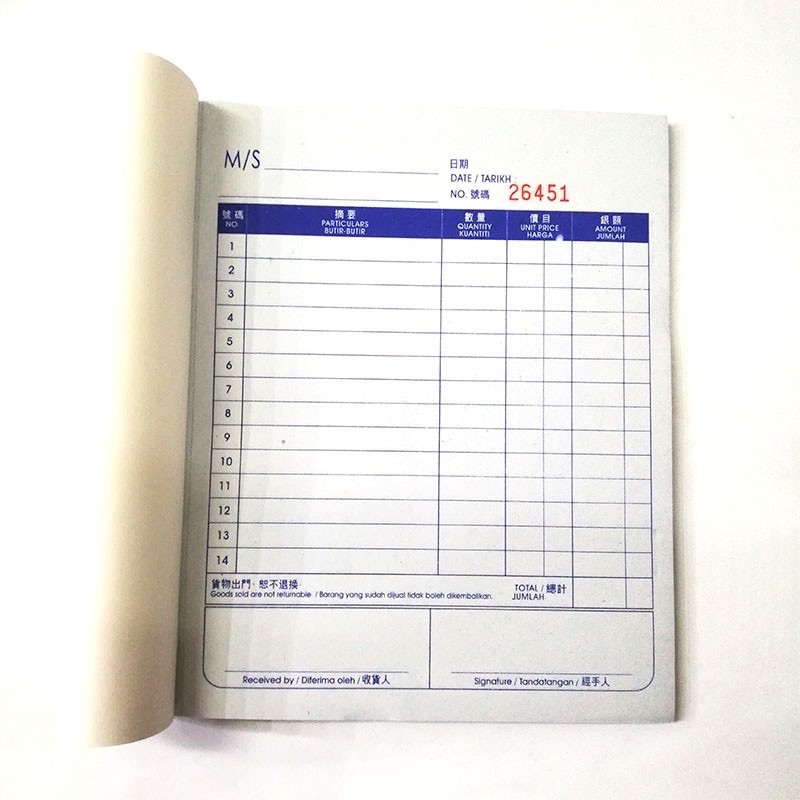 M/S
日期
DATE / TARIKH :
NO. 號碼 26451
號碼 摘要 數量 價目 銀額
NO. PARTICULARS QUANTITY UNIT PRICE AMOUNT
BUTIR-BUTIR KUANTITI HARGA JUMLAH
1
2
3
4
5
6
7
8
9
10
11
12
13
14
貨物出門、恕不退換
Goods sold are not returnable. / Barang yang sudah dijual tidak boleh dikembalikan.
TOTAL / 總計
JUMLAH
Received by / Diferima oleh / 收貨人
Signature / Tandatangan / 經手人